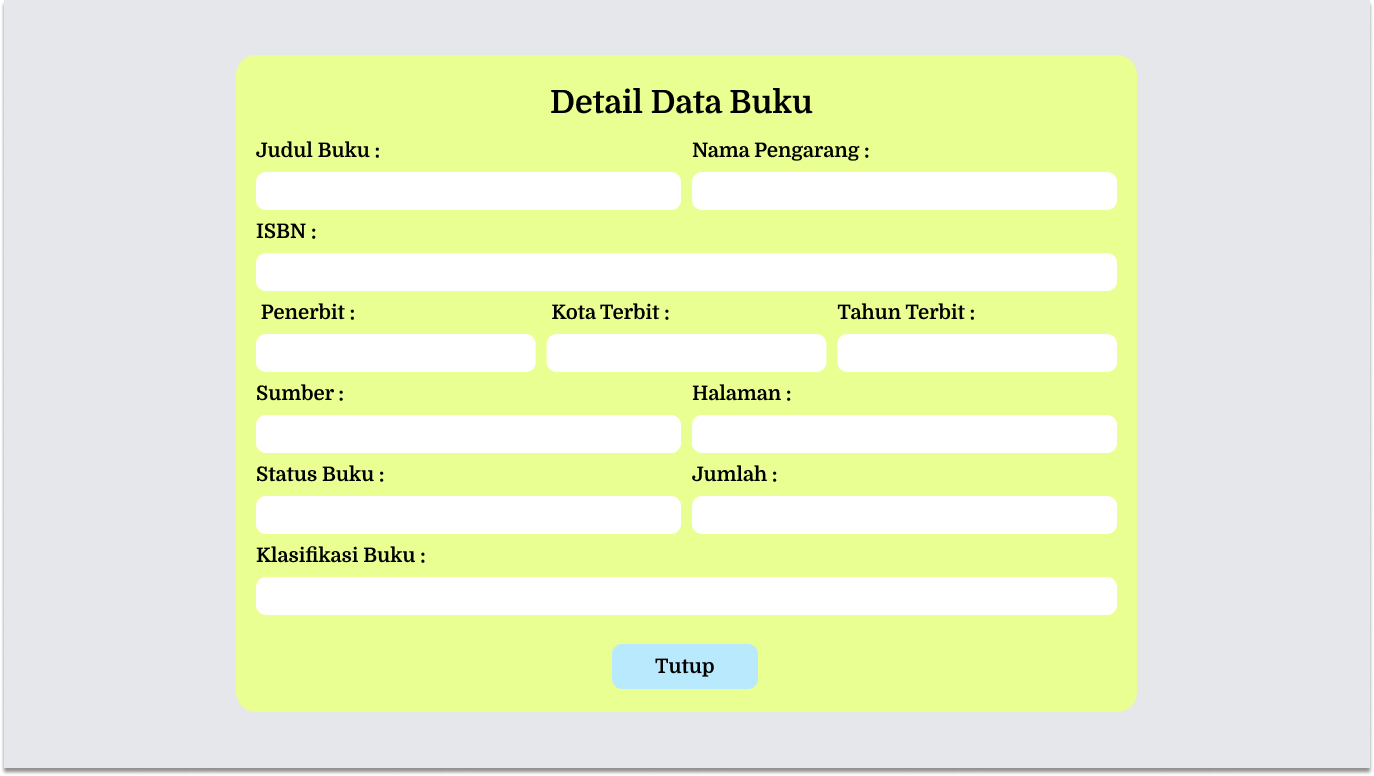 Detail Data Buku
Judul Buku :
Nama Pengarang :
ISBN :
Penerbit :
Kota Terbit :
Tahun Terbit :
Sumber :
Halaman :
Status Buku :
Jumlah :
Klasifikasi Buku :
Tutup